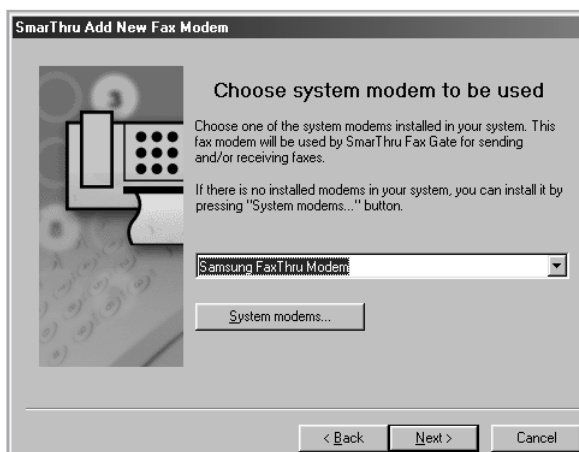 SmarThru Add New Fax Modem
Choose system modem to be used
Choose one of the system modems installed in your system. This
fax modem will be used by SmarThru Fax Gate for sending
and/or receiving faxes.
If there is no installed modems in your system, you can install it by
pressing "System modems..." button.
Samsung FaxThru Modem
System modems...
< Back
Next >
Cancel